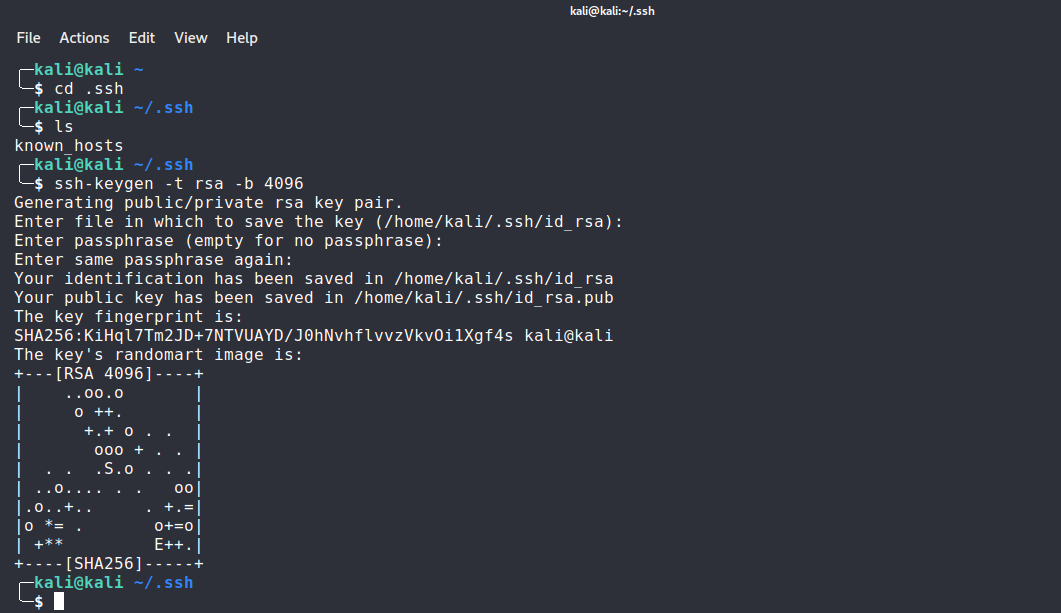 kali@kali:~/.ssh
File Actions Edit View Help
kali@kali ~
$ cd .ssh
kali@kali ~/.ssh
$ ls
known_hosts
kali@kali ~/.ssh
$ ssh-keygen -t rsa -b 4096
Generating public/private rsa key pair.
Enter file in which to save the key (/home/kali/.ssh/id_rsa):
Enter passphrase (empty for no passphrase):
Enter same passphrase again:
Your identification has been saved in /home/kali/.ssh/id_rsa
Your public key has been saved in /home/kali/.ssh/id_rsa.pub
The key fingerprint is:
SHA256:KiHql7Tm2JD+7NTVUAYD/J0hNvhflvvzVkvOi1Xgf4s kali@kali
The key's randomart image is:
+---[RSA 4096]----+
|    ..oo.o       |
|     o ++.       |
|      +.+ o . .  |
|       ooo + . . |
|  . .  .S.o . . .|
| ..o.... . .   oo|
|.o..+..     . +.=|
|o *= .       o+=o|
| +**         E++.|
+----[SHA256]-----+
kali@kali ~/.ssh
$